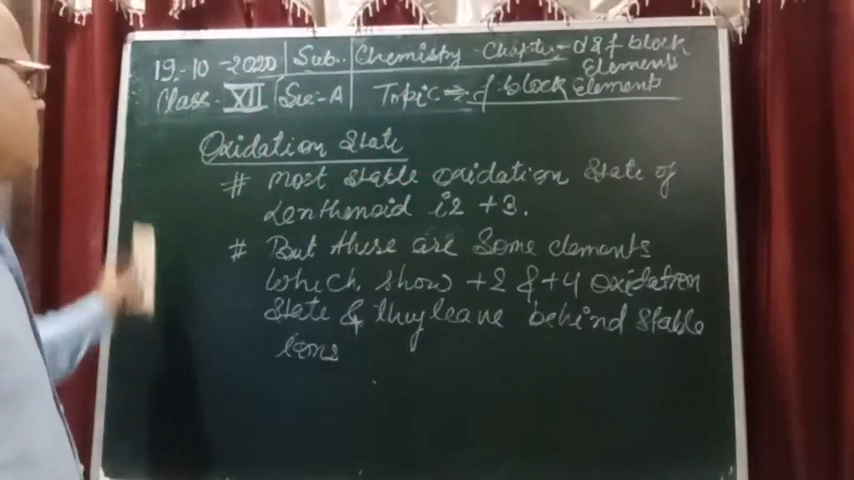 19-10-2020 Sub.. Chemistry Chapter- d & f block Elements
Class- XII Sec:-A Topic ⇒ f block Element
Oxidation State
# Most stable oxidation State of
Lenthenoid is +3.
# But these are Some elements
Which show +2 & +4 oxidation
State & they leave behind stable
ions